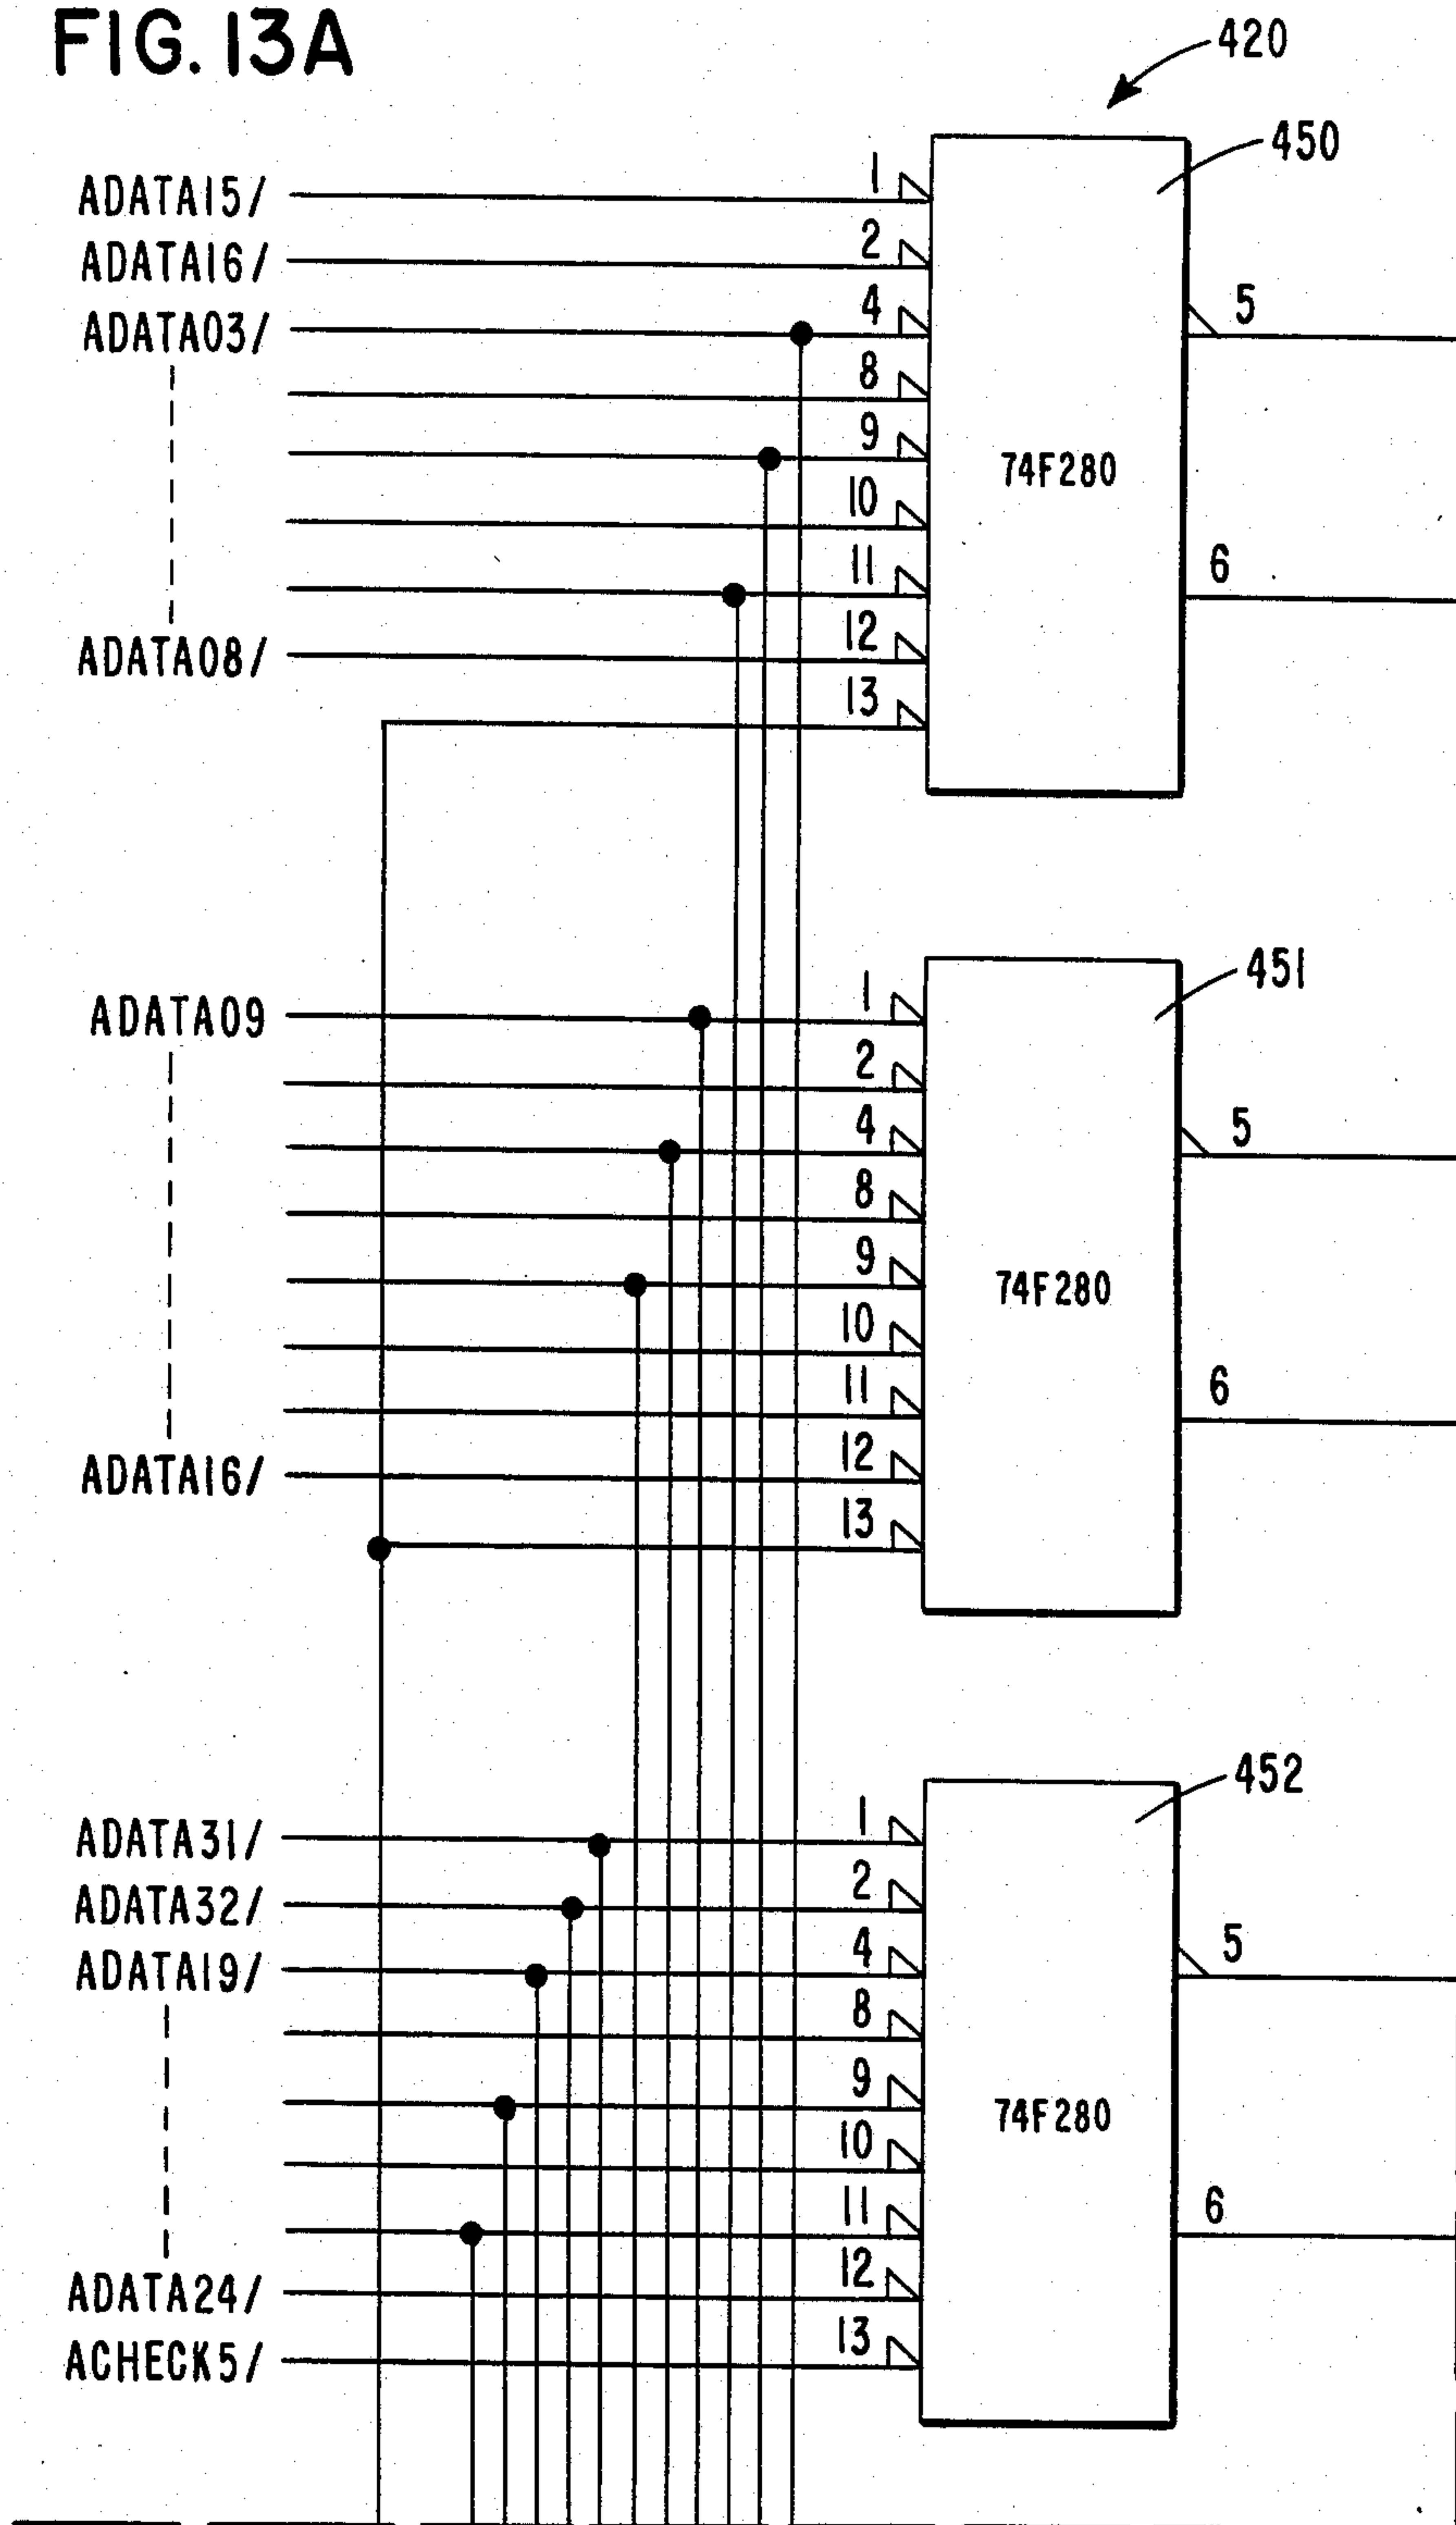 FIG. 13A
420
450
ADATA15/ 1
ADATA16/ 2
ADATA03/ 4
5
8
9
74F280
10
11
6
ADATA08/ 12
13
451
ADATA09 1
2
4
5
8
9
74F280
10
11
6
ADATA16/ 12
13
452
ADATA31/ 1
ADATA32/ 2
ADATA19/ 4
5
8
9
74F280
10
11
6
ADATA24/ 12
ACHECK5/ 13